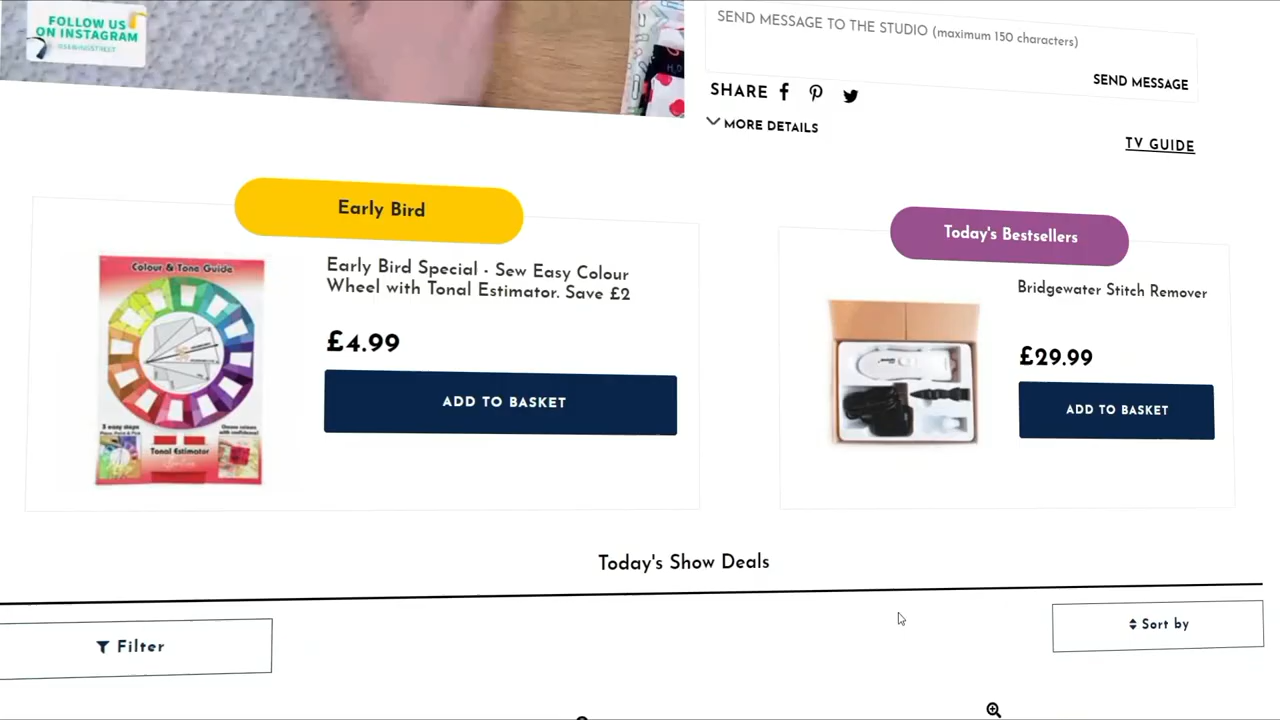 FOLLOW US
ON INSTAGRAM
SEND MESSAGE TO THE STUDIO (maximum 150 characters)
SEND MESSAGE
SHARE
MORE DETAILS
TV GUIDE
Early Bird
Today's Bestsellers
Colour & Tone Guide
Early Bird Special - Sew Easy Colour
Wheel with Tonal Estimator. Save £2
£4.99
ADD TO BASKET
Tonal Estimator
Bridgewater Stitch Remover
£29.99
ADD TO BASKET
Today's Show Deals
Filter
Sort by